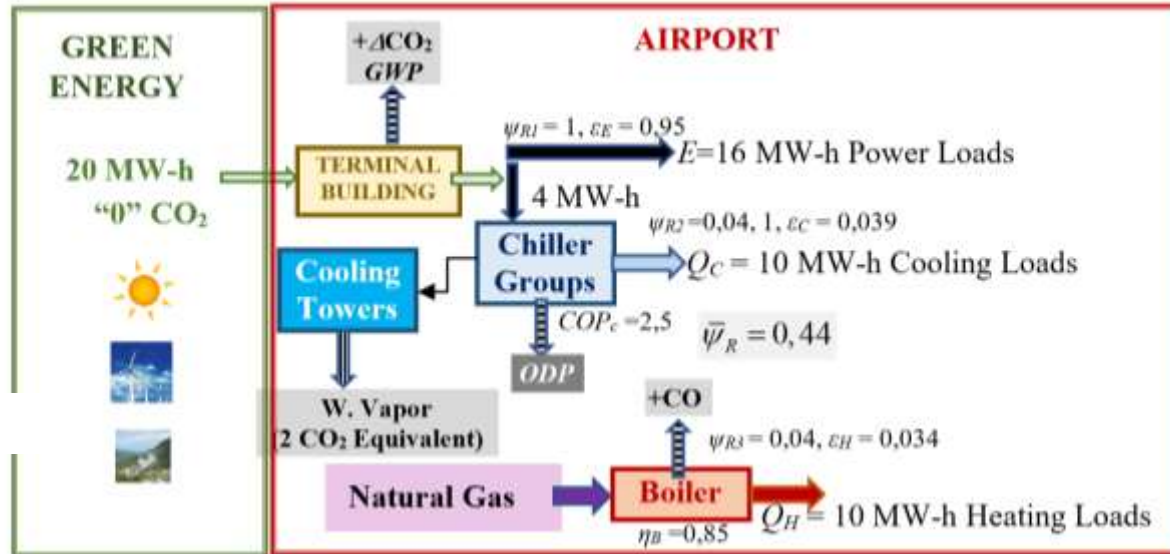 GREEN
ENERGY
20 MW-h
“0” CO₂
AIRPORT
+ΔCO₂
GWP
TERMINAL
BUILDING
ψR1 = 1, εE = 0,95
E=16 MW-h Power Loads
4 MW-h
ψR2 =0,04, 1, εC = 0,039
Chiller
Groups
QC = 10 MW-h Cooling Loads
Cooling
Towers
COPc =2,5
ψ̄R = 0,44
ODP
W. Vapor
(2 CO₂ Equivalent)
+CO
ψR3 = 0,04, εH = 0,034
Natural Gas
Boiler
QH = 10 MW-h Heating Loads
ηB =0,85